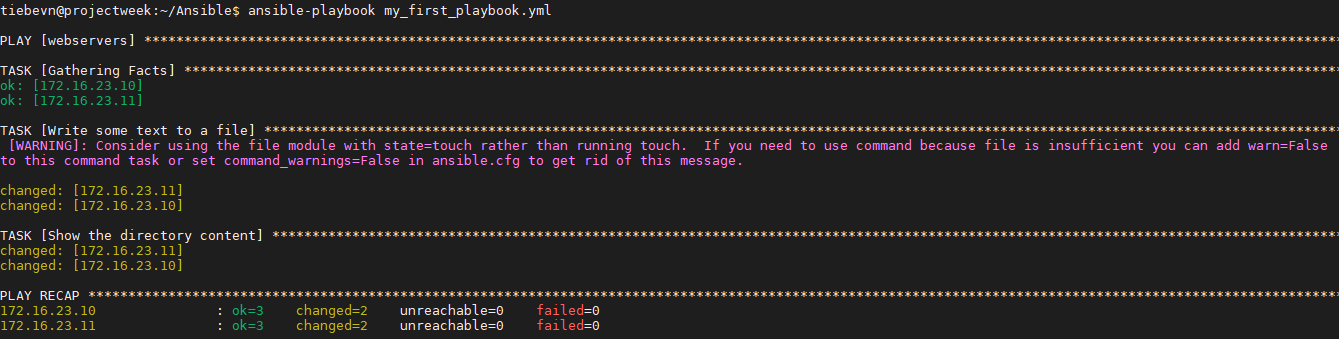 tiebevn@projectweek:~/Ansible$ ansible-playbook my_first_playbook.yml
PLAY [webservers] ******************************************************************************************************************************************************
TASK [Gathering Facts] *************************************************************************************************************************************************
ok: [172.16.23.10]
ok: [172.16.23.11]
TASK [Write some text to a file] ***************************************************************************************************************************************
[WARNING]: Consider using the file module with state=touch rather than running touch.  If you need to use command because file is insufficient you can add warn=False
to this command task or set command_warnings=False in ansible.cfg to get rid of this message.
changed: [172.16.23.11]
changed: [172.16.23.10]
TASK [Show the directory content] **************************************************************************************************************************************
changed: [172.16.23.11]
changed: [172.16.23.10]
PLAY RECAP *************************************************************************************************************************************************************
172.16.23.10               : ok=3    changed=2    unreachable=0    failed=0
172.16.23.11               : ok=3    changed=2    unreachable=0    failed=0